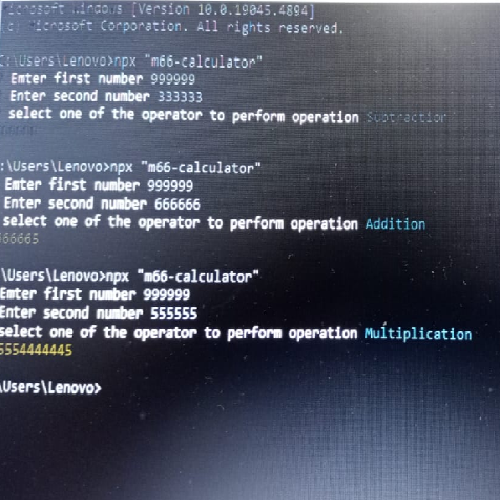 Microsoft Windows [Version 10.0.19045.4894]
(c) Microsoft Corporation. All rights reserved.
C:\Users\Lenovo>npx "m66-calculator"
Emter first number 999999
Enter second number 333333
select one of the operator to perform operation Subtraction
:\Users\Lenovo>npx "m66-calculator"
Emter first number 999999
Enter second number 666666
select one of the operator to perform operation Addition
66665
\Users\Lenovo>npx "m66-calculator"
Emter first number 999999
Enter second number 555555
select one of the operator to perform operation Multiplication
5554444445
\Users\Lenovo>